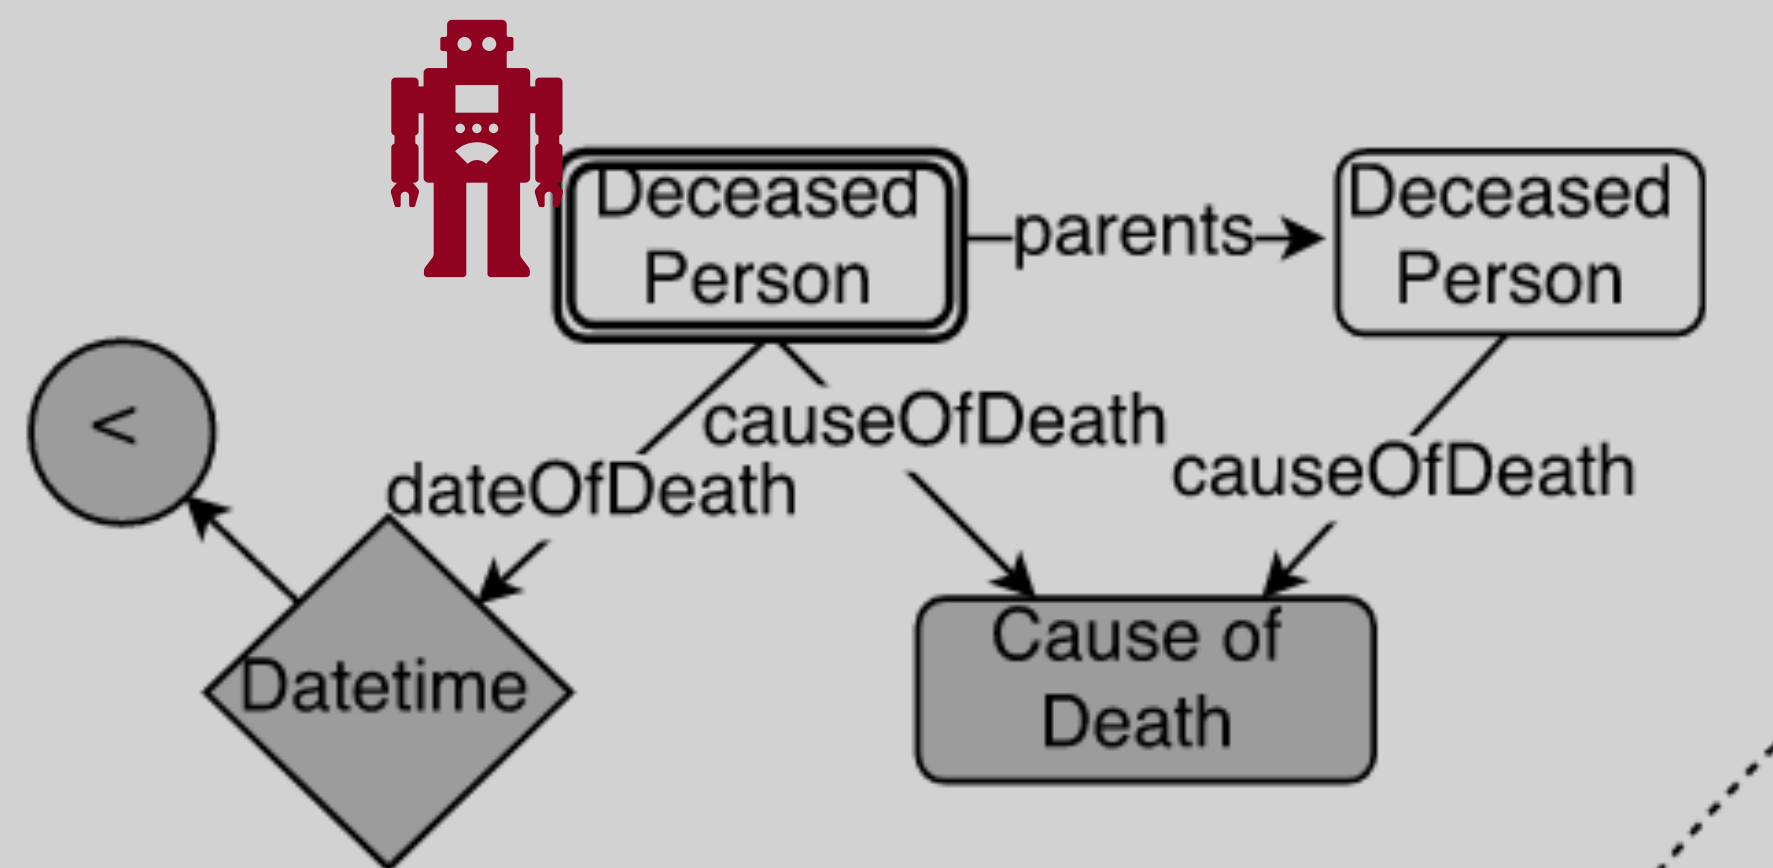 Deceased
Person
parents
Deceased
Person
<
causeOfDeath
causeOfDeath
dateOfDeath
Datetime
Cause of
Death